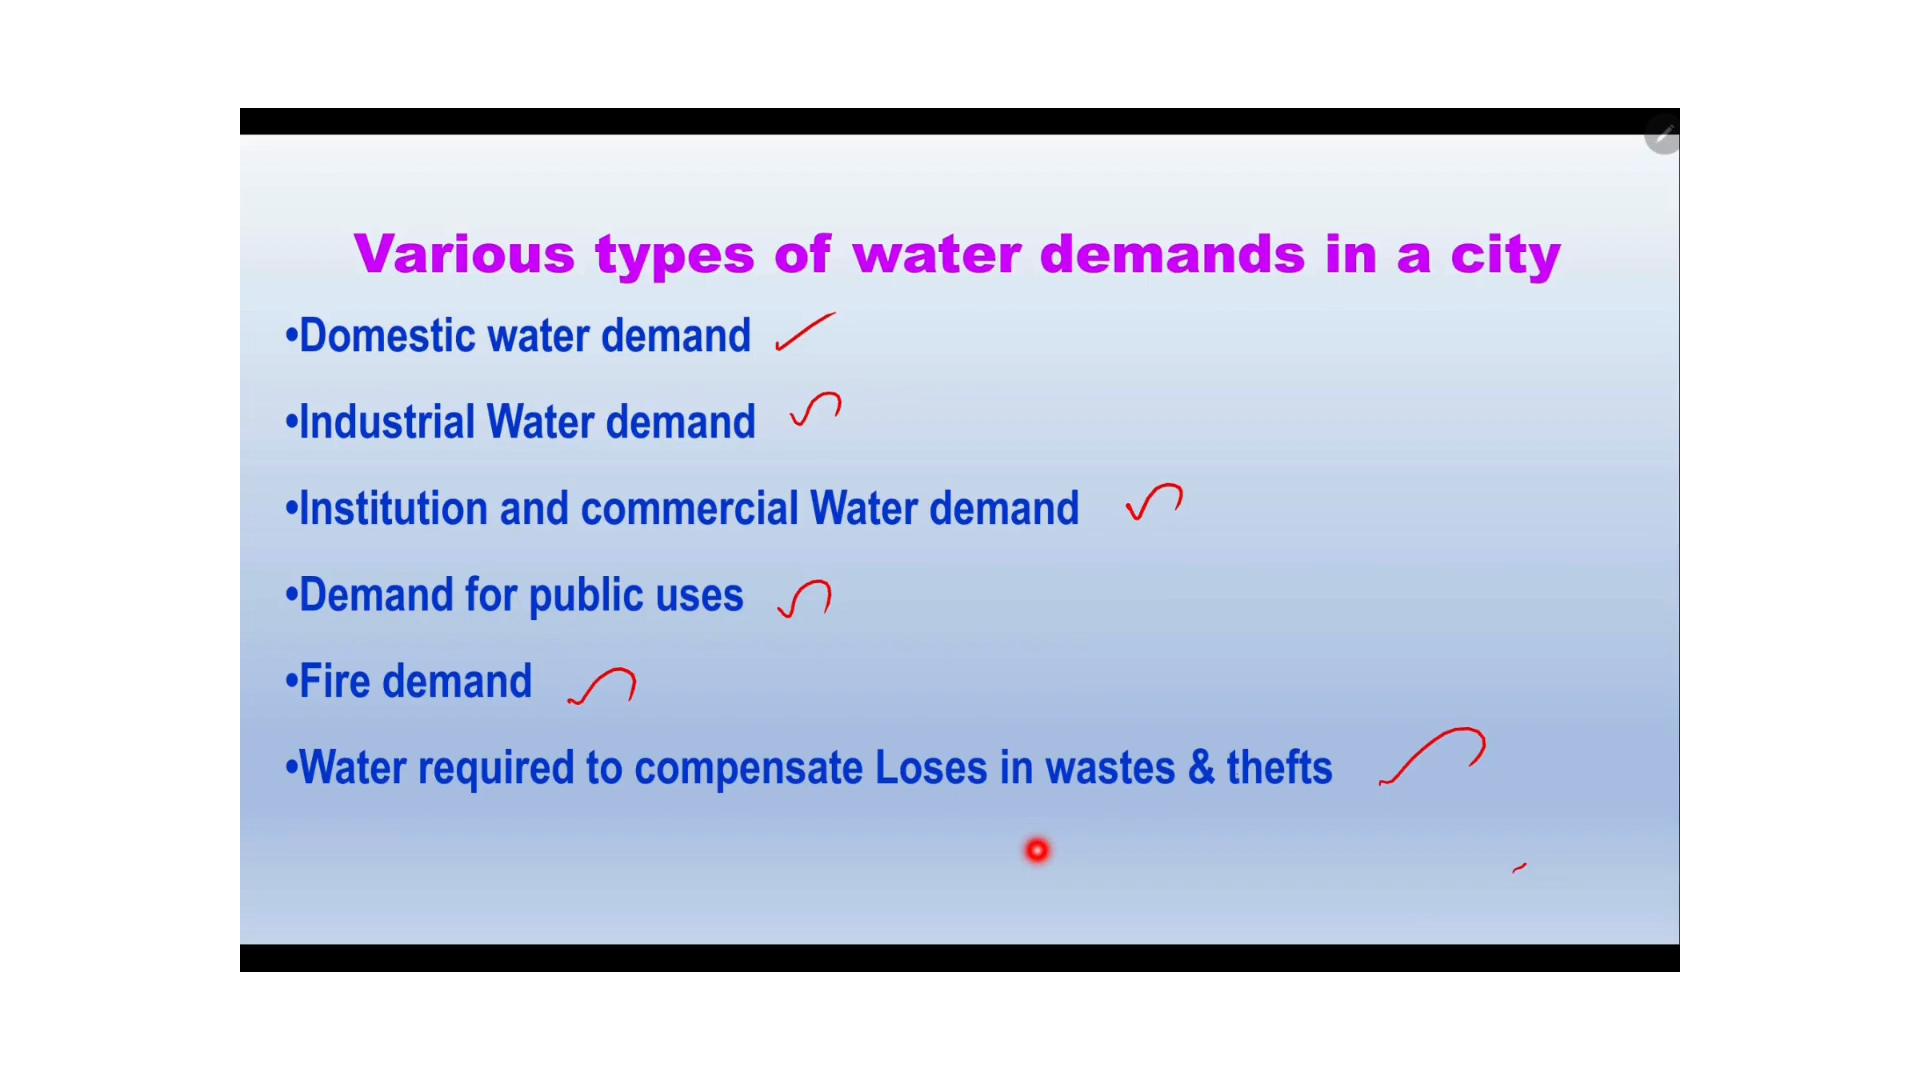 Various types of water demands in a city
•Domestic water demand
•Industrial Water demand
•Institution and commercial Water demand
•Demand for public uses
•Fire demand
•Water required to compensate Loses in wastes & thefts